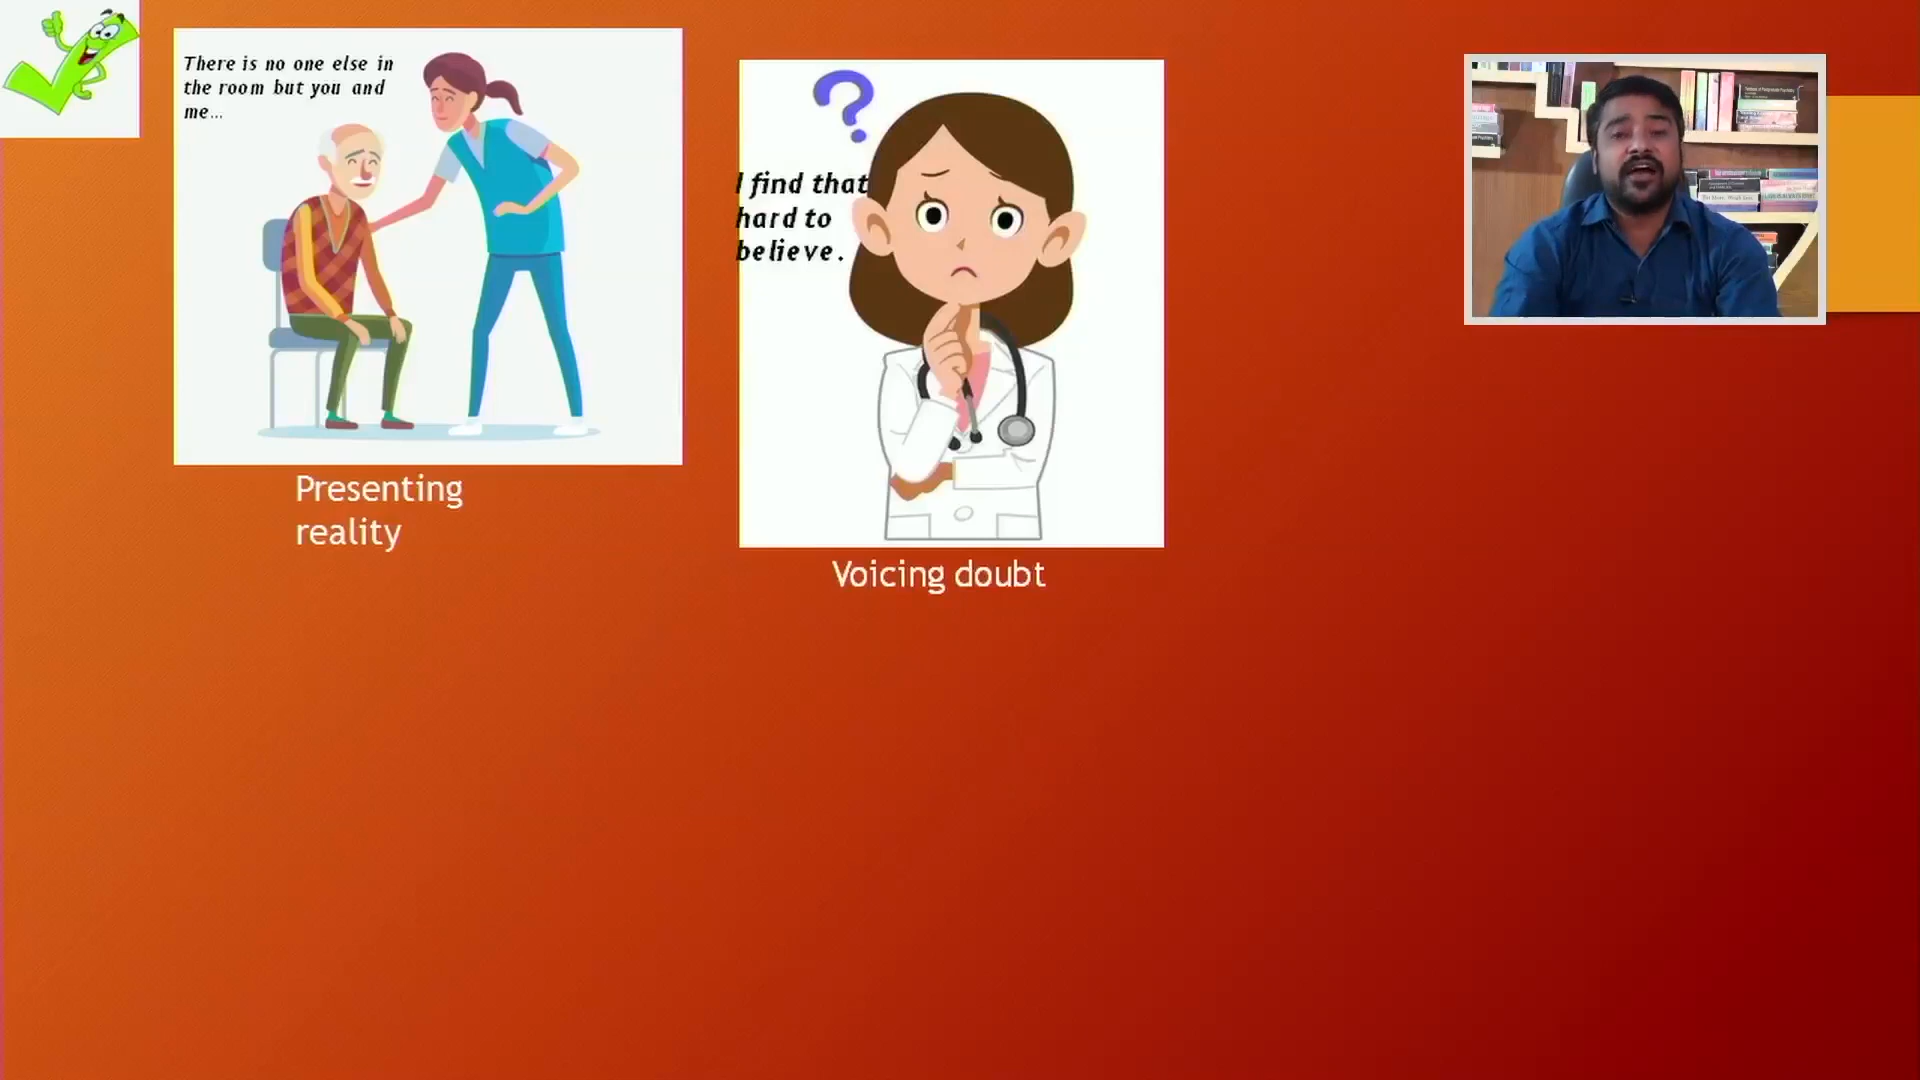 There is no one else in
the room but you and
me...
I find that
hard to
believe.
Presenting
reality
Voicing doubt